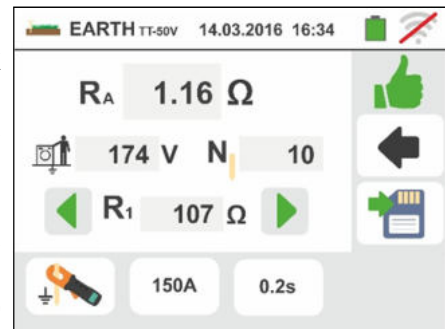 EARTH TT-50V 14.03.2016 16:34
RA 1.16 Ω
174 V N 10
R1 107 Ω
150A 0.2s